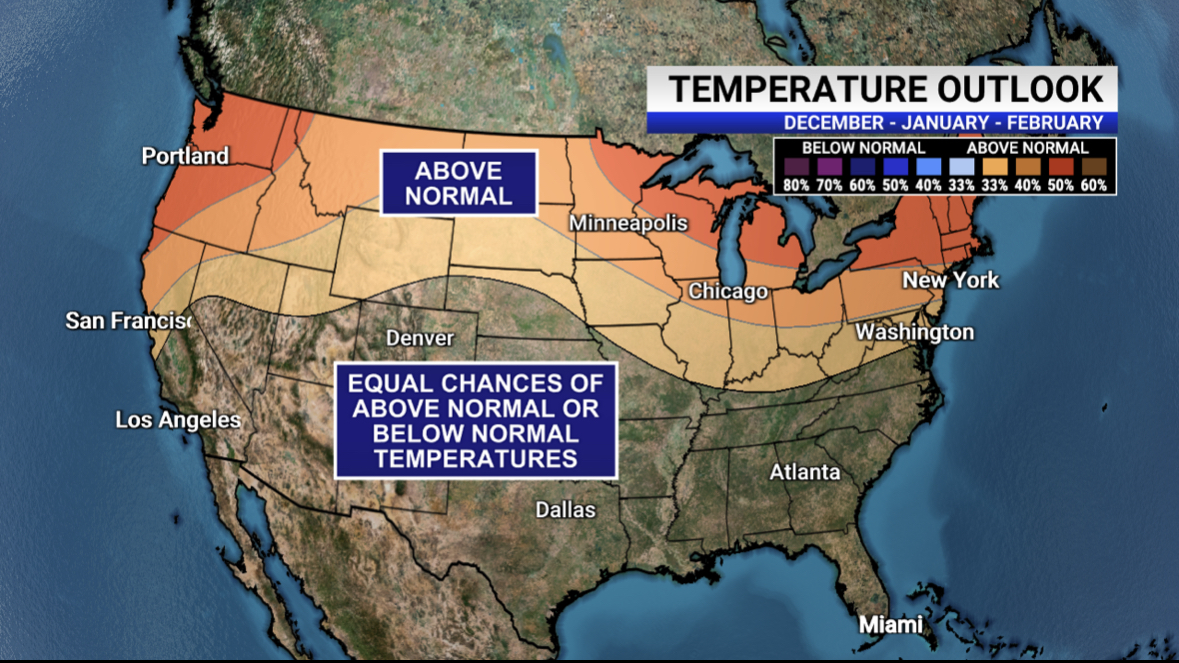 TEMPERATURE OUTLOOK
DECEMBER - JANUARY - FEBRUARY
BELOW NORMAL ABOVE NORMAL
80% 70% 60% 50% 40% 33% 33% 40% 50% 60%
Portland
ABOVE
NORMAL
Minneapolis
New York
Chicago
San Francisc
Washington
Denver
EQUAL CHANCES OF
ABOVE NORMAL OR
BELOW NORMAL
TEMPERATURES
Los Angeles
Atlanta
Dallas
Miami